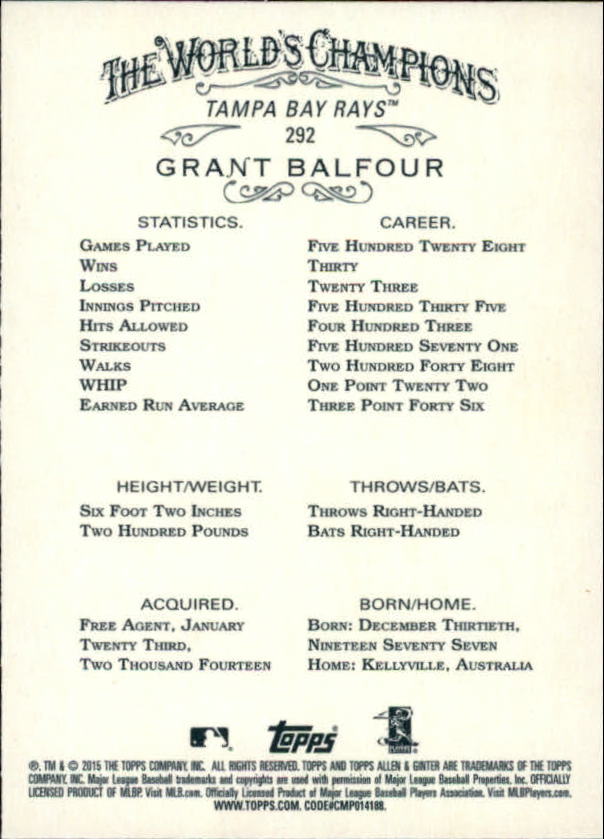 THE WORLD'S CHAMPIONS
TAMPA BAY RAYS™
292
GRANT BALFOUR
STATISTICS. CAREER.
GAMES PLAYED FIVE HUNDRED TWENTY EIGHT
WINS THIRTY
LOSSES TWENTY THREE
INNINGS PITCHED FIVE HUNDRED THIRTY FIVE
HITS ALLOWED FOUR HUNDRED THREE
STRIKEOUTS FIVE HUNDRED SEVENTY ONE
WALKS TWO HUNDRED FORTY EIGHT
WHIP ONE POINT TWENTY TWO
EARNED RUN AVERAGE THREE POINT FORTY SIX
HEIGHT/WEIGHT. THROWS/BATS.
SIX FOOT TWO INCHES THROWS RIGHT-HANDED
TWO HUNDRED POUNDS BATS RIGHT-HANDED
ACQUIRED. BORN/HOME.
FREE AGENT, JANUARY BORN: DECEMBER THIRTIETH,
TWENTY THIRD, NINETEEN SEVENTY SEVEN
TWO THOUSAND FOURTEEN HOME: KELLYVILLE, AUSTRALIA
Topps
PLAYERS
®, TM & © 2015 THE TOPPS COMPANY, INC. ALL RIGHTS RESERVED. TOPPS AND TOPPS ALLEN & GINTER ARE TRADEMARKS OF THE TOPPS
COMPANY, INC. Major League Baseball trademarks and copyrights are used with permission of Major League Baseball Properties, Inc. OFFICIALLY
LICENSED PRODUCT OF MLBP. Visit MLB.com. Officially Licensed Product of Major League Baseball Players Association. Visit MLBPlayers.com.
WWW.TOPPS.COM. CODE#CMP014188.